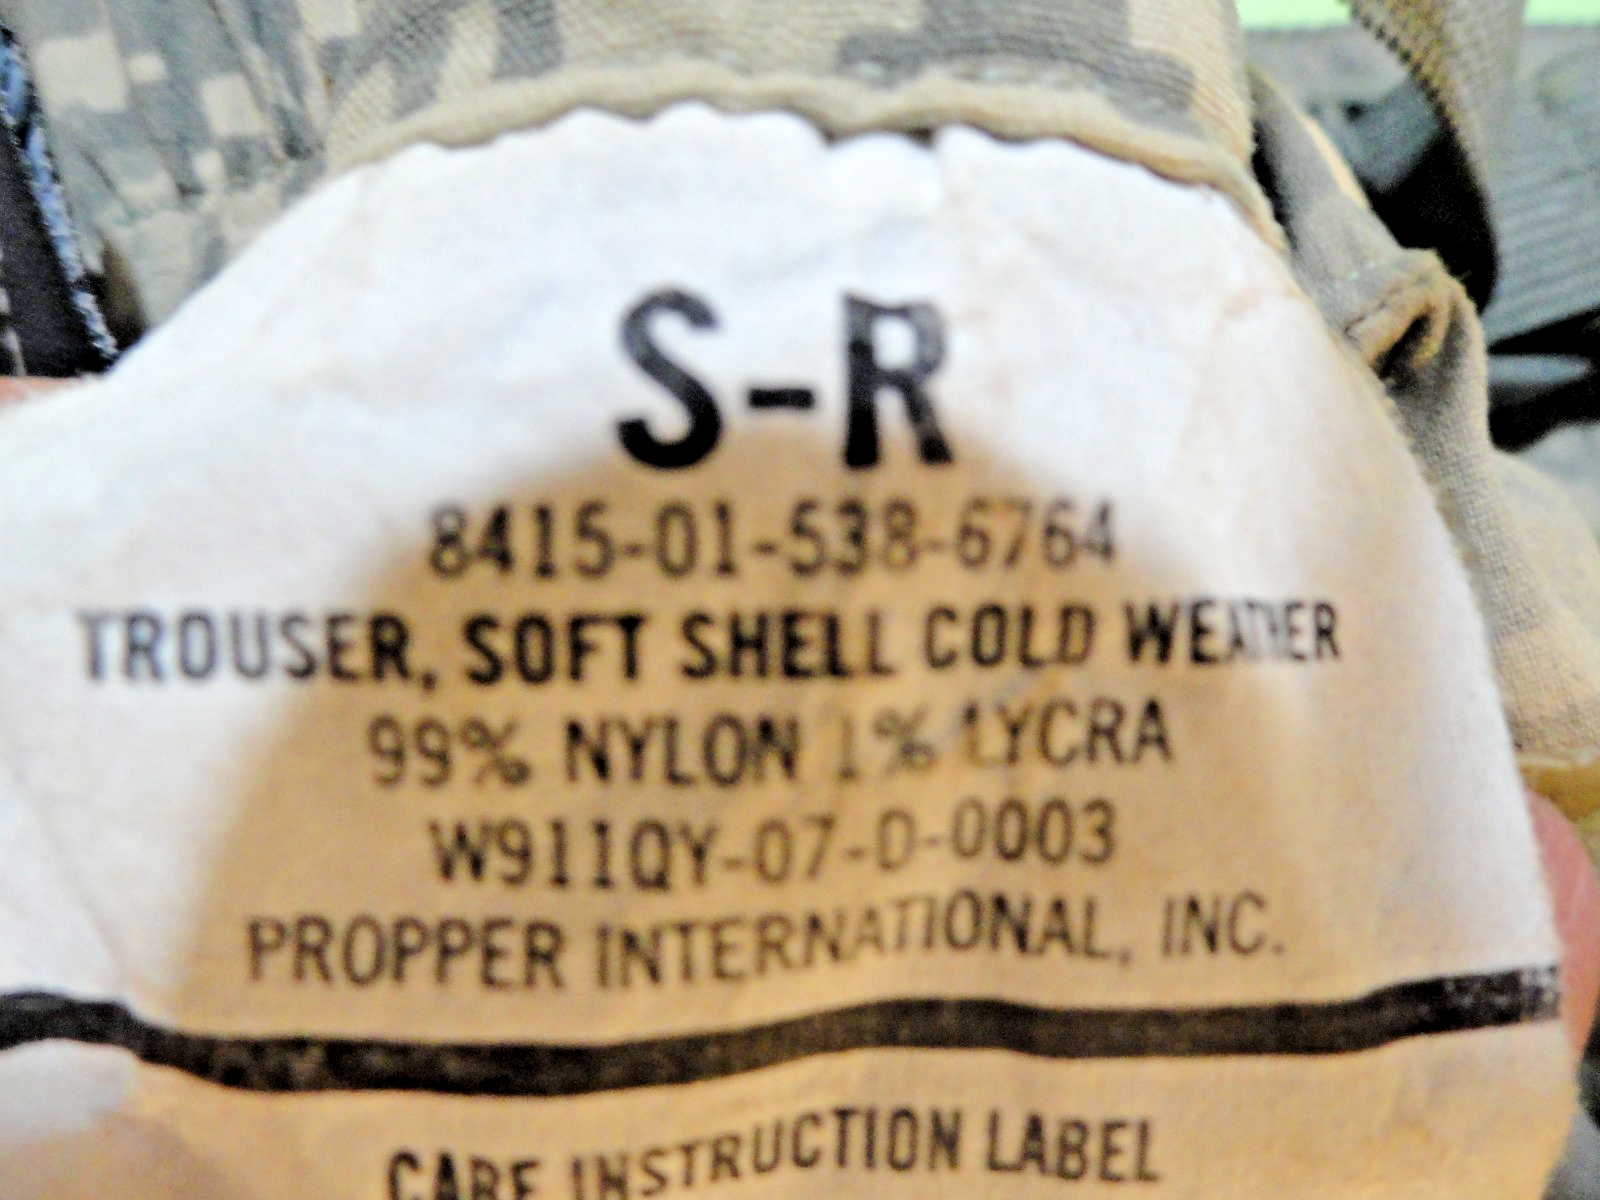 S-R
8415-01-538-6764
TROUSER, SOFT SHELL COLD WEATHER
99% NYLON 1% LYCRA
W911QY-07-D-0003
PROPPER INTERNATIONAL, INC.
CARE INSTRUCTION LABEL